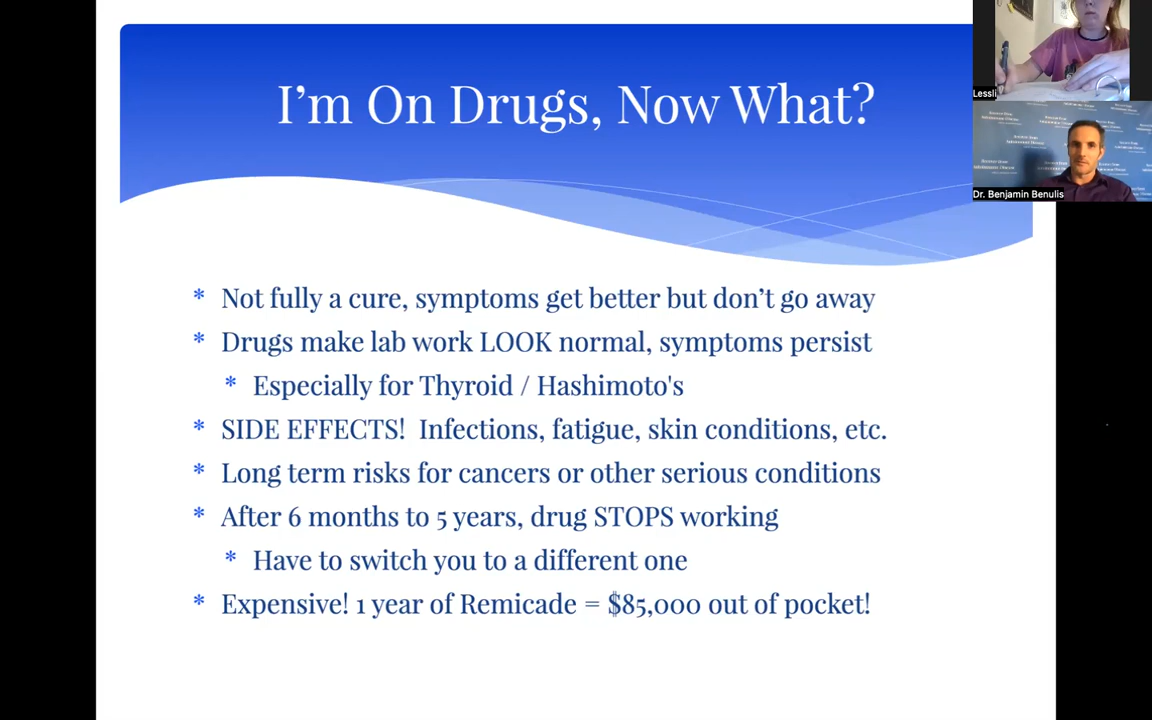 I'm On Drugs, Now What?
Lessli
Dr. Benjamin Benulis
* Not fully a cure, symptoms get better but don't go away
* Drugs make lab work LOOK normal, symptoms persist
* Especially for Thyroid / Hashimoto's
* SIDE EFFECTS! Infections, fatigue, skin conditions, etc.
* Long term risks for cancers or other serious conditions
* After 6 months to 5 years, drug STOPS working
* Have to switch you to a different one
* Expensive! 1 year of Remicade = $85,000 out of pocket!